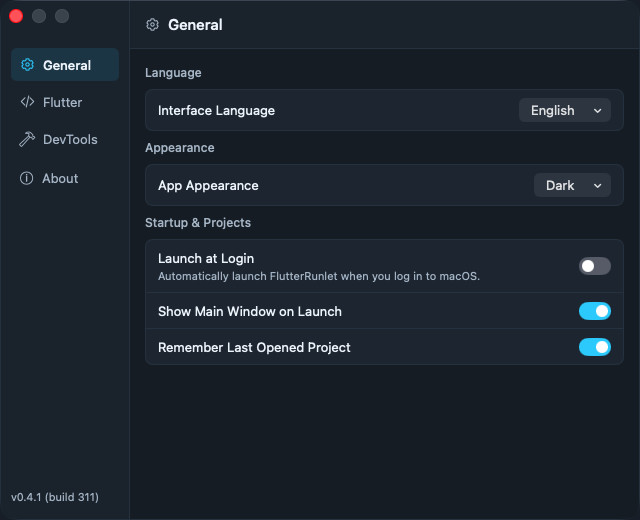 General
Flutter
DevTools
About
v0.4.1 (build 311)
General
Language
Interface Language
English
Appearance
App Appearance
Dark
Startup & Projects
Launch at Login
Automatically launch FlutterRunlet when you log in to macOS.
Show Main Window on Launch
Remember Last Opened Project